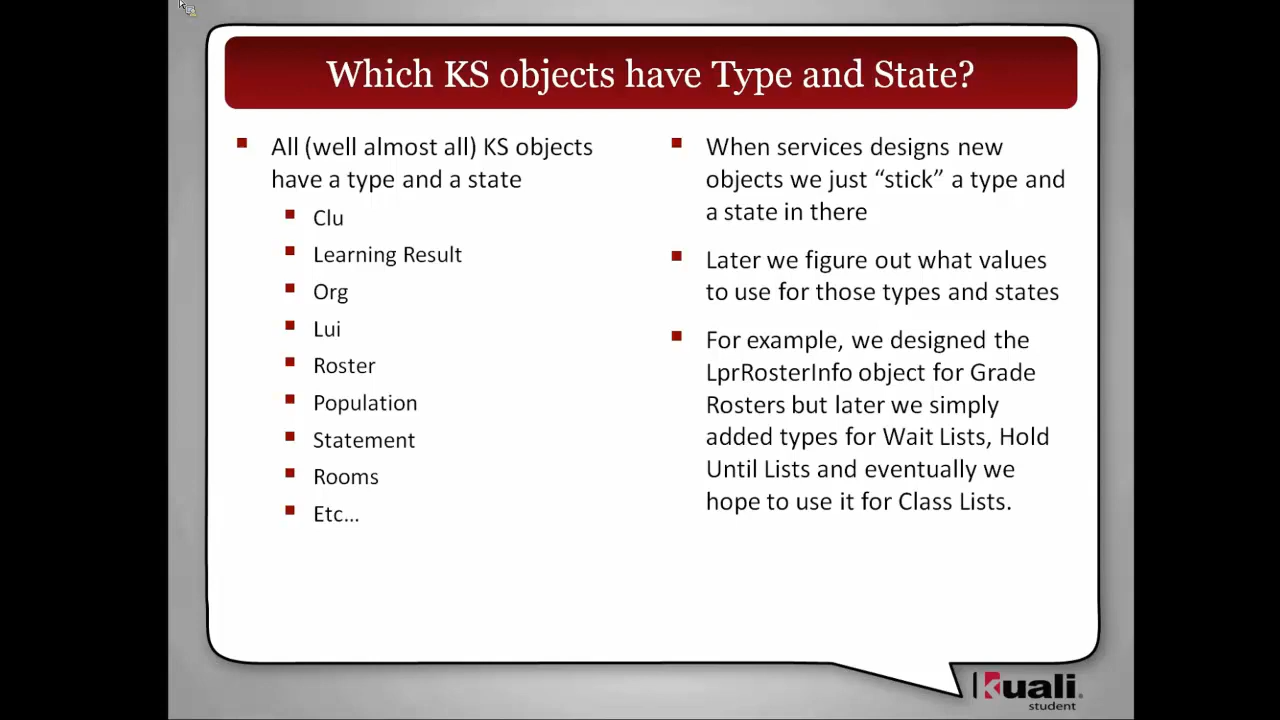 Which KS objects have Type and State?
All (well almost all) KS objects
have a type and a state
Clu
Learning Result
Org
Lui
Roster
Population
Statement
Rooms
Etc...
When services designs new
objects we just “stick” a type and
a state in there
Later we figure out what values
to use for those types and states
For example, we designed the
LprRosterInfo object for Grade
Rosters but later we simply
added types for Wait Lists, Hold
Until Lists and eventually we
hope to use it for Class Lists.
kuali
student